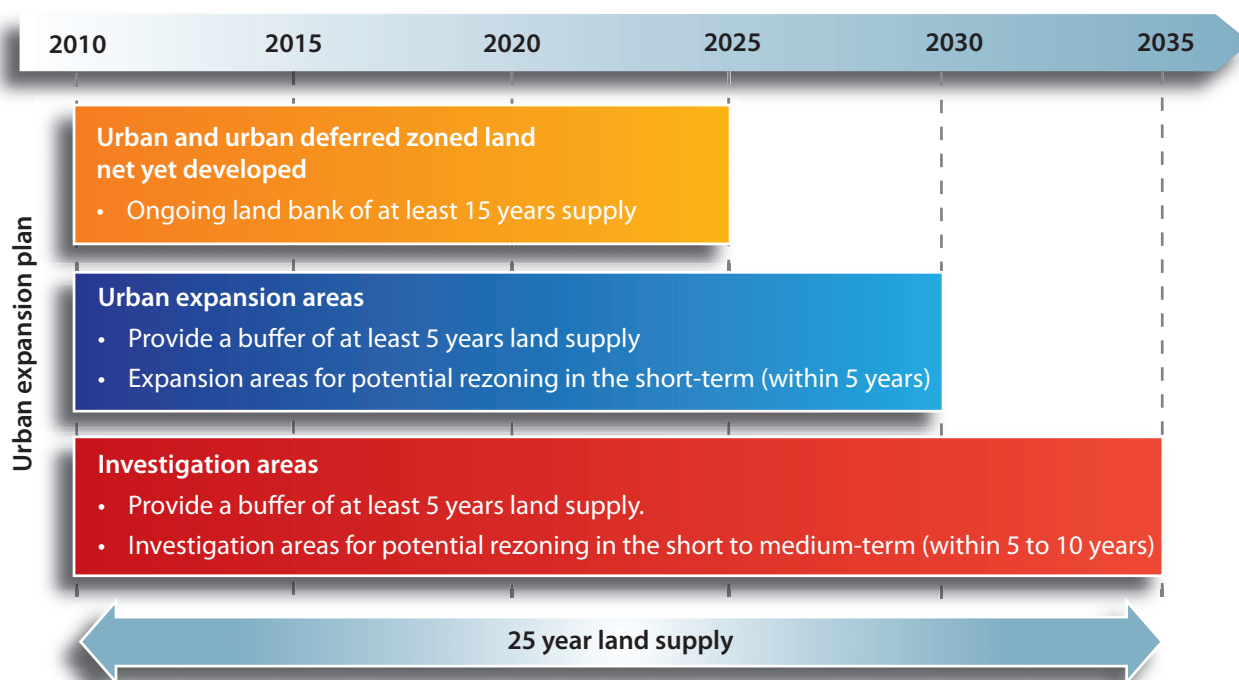 2010 2015 2020 2025 2030 2035
Urban expansion plan
Urban and urban deferred zoned land
net yet developed
• Ongoing land bank of at least 15 years supply
Urban expansion areas
• Provide a buffer of at least 5 years land supply
• Expansion areas for potential rezoning in the short-term (within 5 years)
Investigation areas
• Provide a buffer of at least 5 years land supply.
• Investigation areas for potential rezoning in the short to medium-term (within 5 to 10 years)
25 year land supply